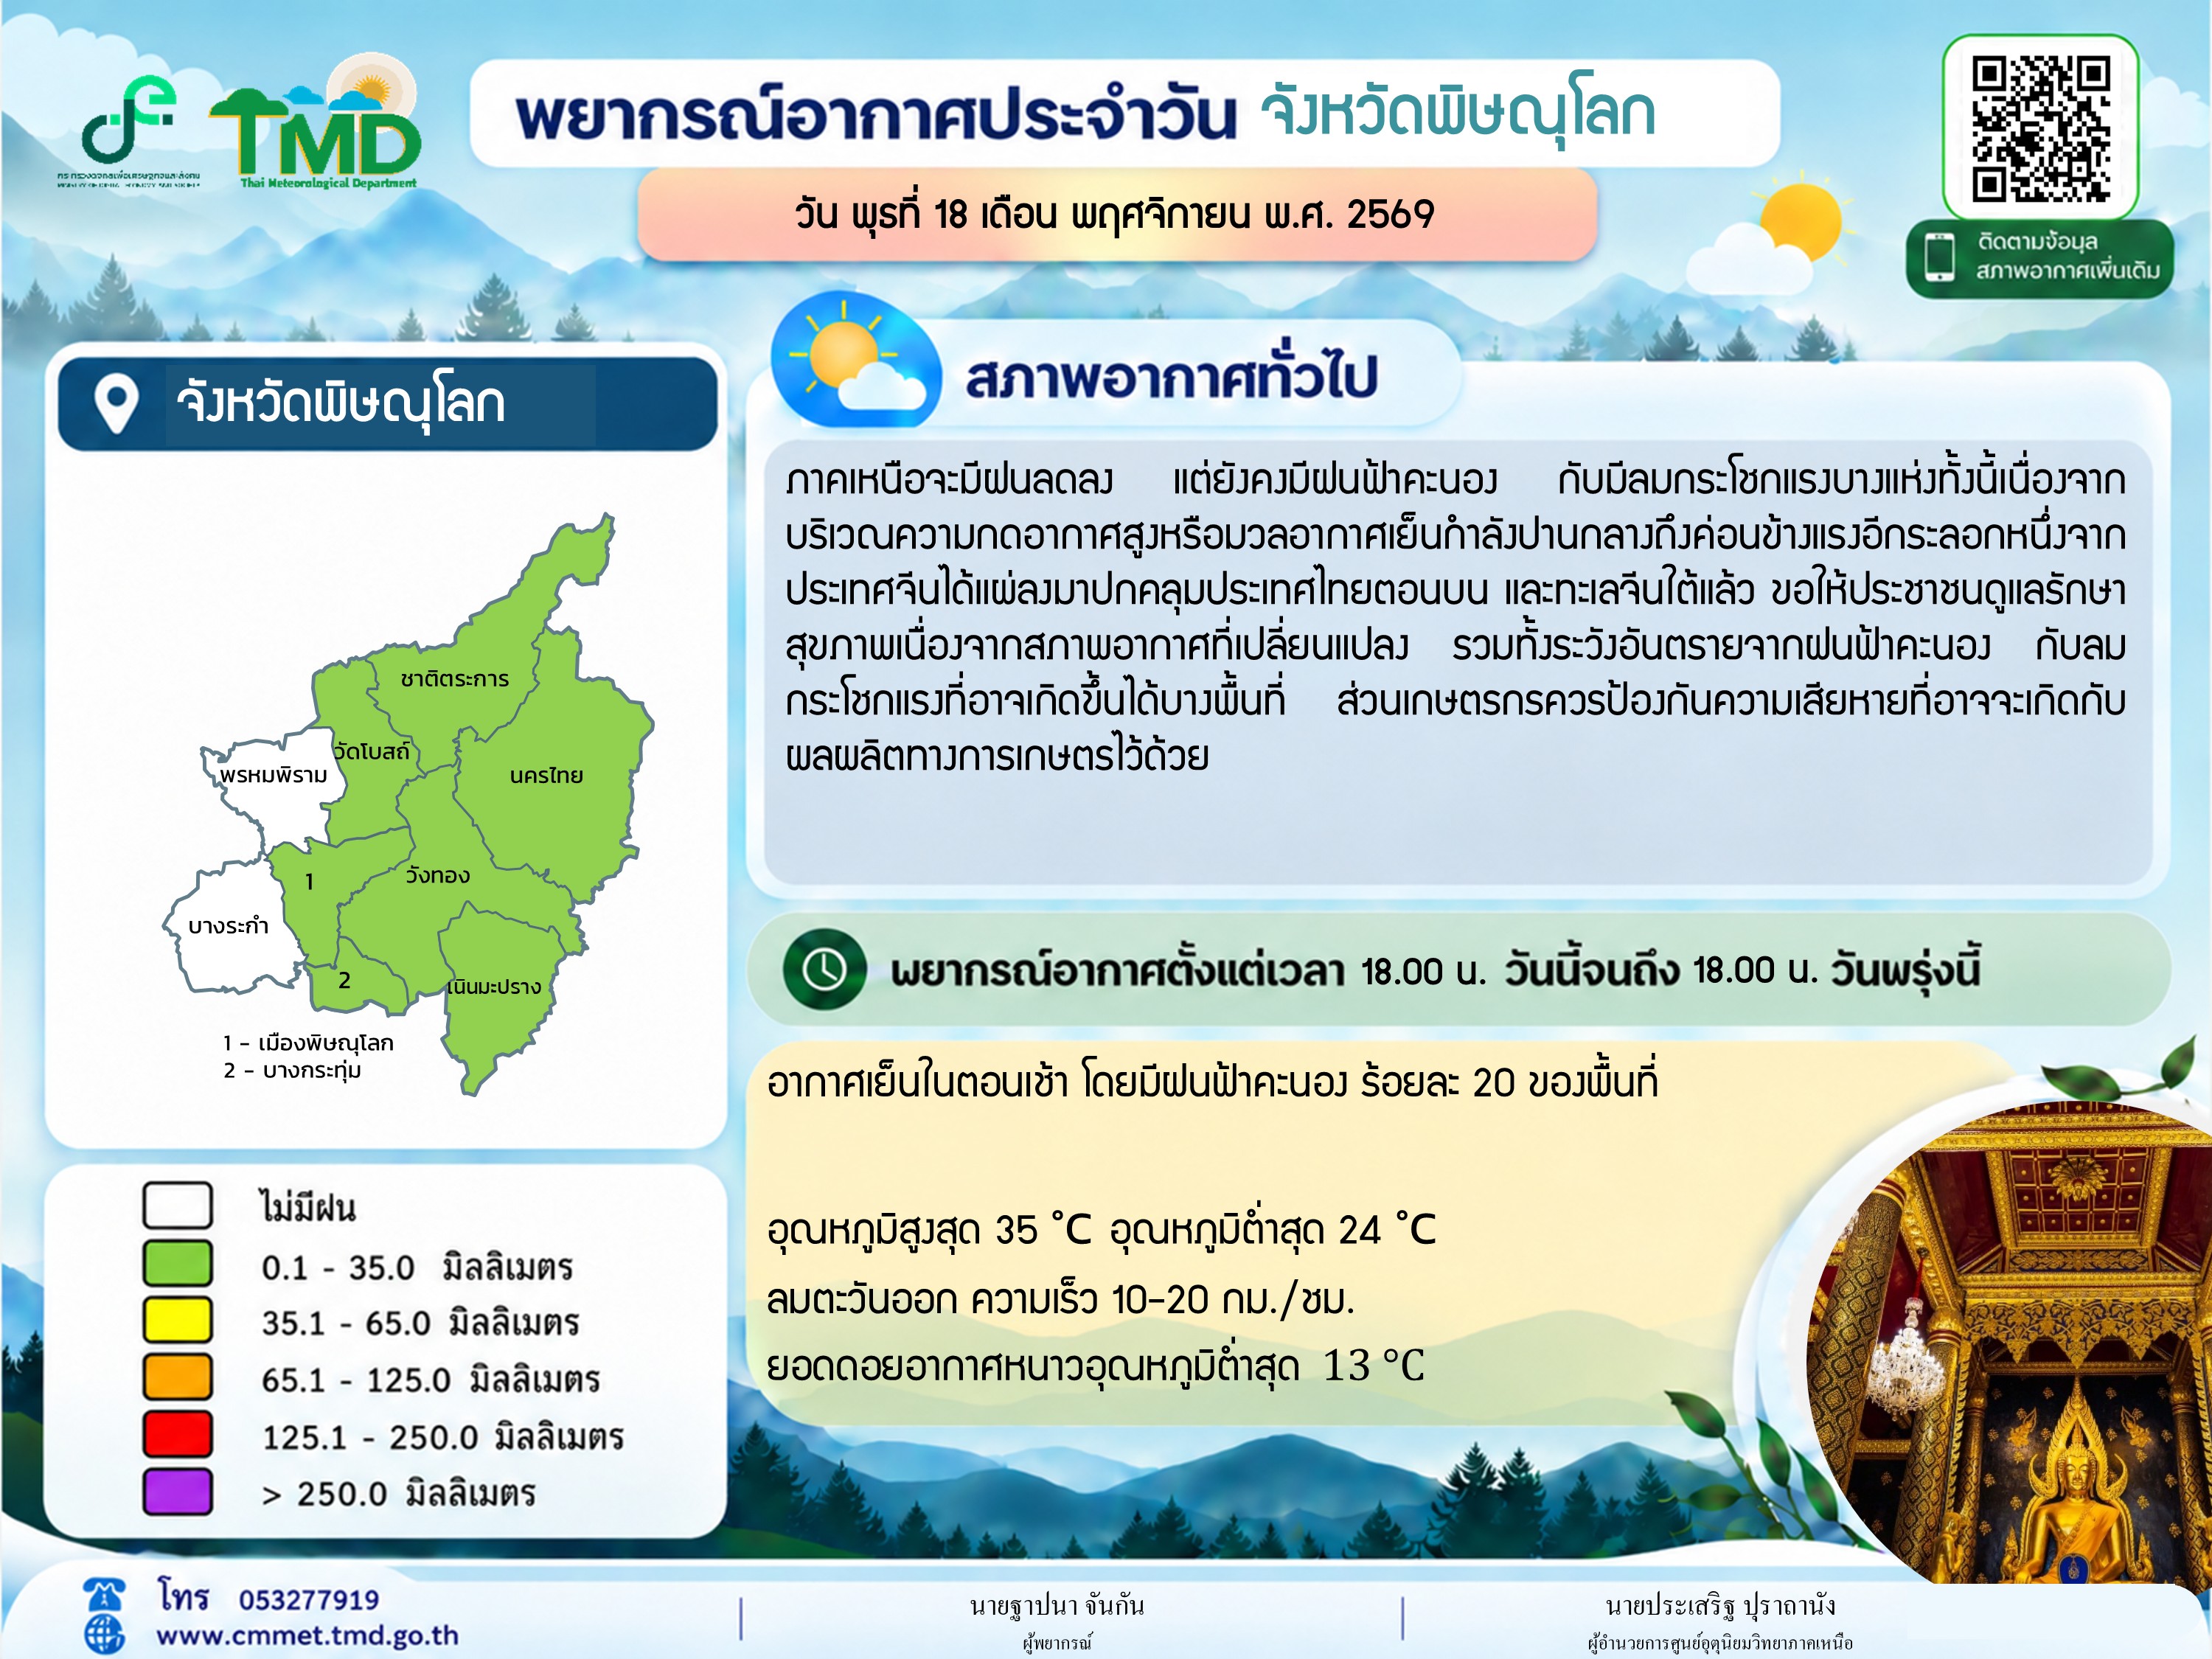 TMD
Thai Meteorological Department
พยากรณ์อากาศประจำวัน จังหวัดพิษณุโลก
วัน พุธที่ 18 เดือน พฤศจิกายน พ.ศ. 2569
ติดตามข้อมูล
สภาพอากาศเพิ่มเติม
จังหวัดพิษณุโลก
ชาติตระการ
วัดโบสถ์
พรหมพิราม
นครไทย
วังทอง
1
บางระกำ
2
เนินมะปราง
1 - เมืองพิษณุโลก
2 - บางกระทุ่ม
ไม่มีฝน
0.1 - 35.0 มิลลิเมตร
35.1 - 65.0 มิลลิเมตร
65.1 - 125.0 มิลลิเมตร
125.1 - 250.0 มิลลิเมตร
> 250.0 มิลลิเมตร
สภาพอากาศทั่วไป
ภาคเหนือจะมีฝนลดลง แต่ยังคงมีฝนฟ้าคะนอง กับมีลมกระโชกแรงบางแห่งทั้งนี้เนื่องจาก
บริเวณความกดอากาศสูงหรือมวลอากาศเย็นกำลังปานกลางถึงค่อนข้างแรงอีกระลอกหนึ่งจาก
ประเทศจีนได้แผ่ลงมาปกคลุมประเทศไทยตอนบน และทะเลจีนใต้แล้ว ขอให้ประชาชนดูแลรักษา
สุขภาพเนื่องจากสภาพอากาศที่เปลี่ยนแปลง รวมทั้งระวังอันตรายจากฝนฟ้าคะนอง กับลม
กระโชกแรงที่อาจเกิดขึ้นได้บางพื้นที่ ส่วนเกษตรกรควรป้องกันความเสียหายที่อาจจะเกิดกับ
ผลผลิตทางการเกษตรไว้ด้วย
พยากรณ์อากาศตั้งแต่เวลา 18.00 น. วันนี้จนถึง 18.00 น. วันพรุ่งนี้
อากาศเย็นในตอนเช้า โดยมีฝนฟ้าคะนอง ร้อยละ 20 ของพื้นที่
อุณหภูมิสูงสุด 35 °C อุณหภูมิต่ำสุด 24 °C
ลมตะวันออก ความเร็ว 10-20 กม./ชม.
ยอดดอยอากาศหนาวอุณหภูมิต่ำสุด 13 °C
โทร 053277919
www.cmmet.tmd.go.th
นายฐาปนา จันกัน
ผู้พยากรณ์
นายประเสริฐ ปุราถานัง
ผู้อำนวยการศูนย์อุตุนิยมวิทยาภาคเหนือ